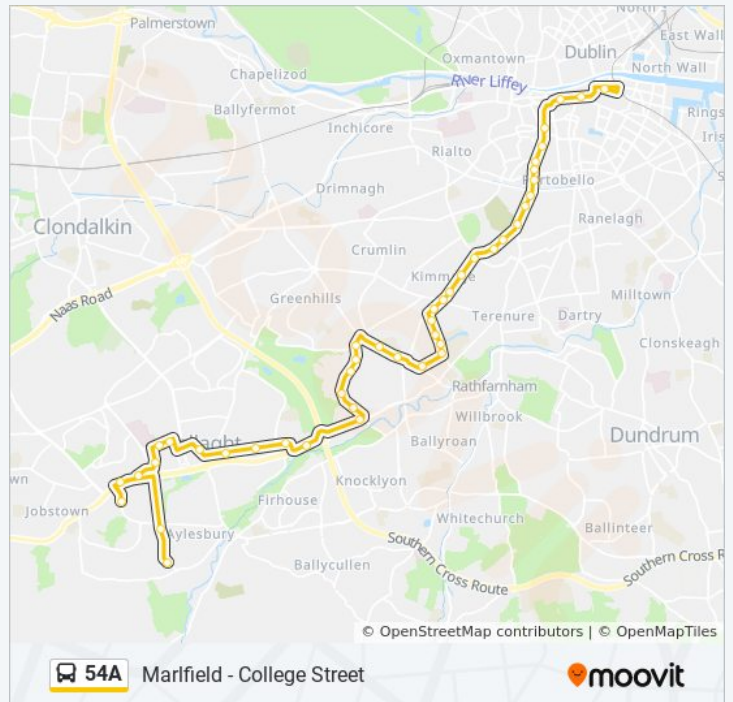 North S
Palmerstown
East Wall
Dublin
Oxmantown
North Wall
Chapelizod
River Liffey
Ballyfermot
Rings
Inchicore
Iris
Rialto
Portobello
Drimnagh
Ranelagh
Clondalkin
Crumlin
Kimmage
Greenhills
Milltown
Naas Road
Terenure
Dartry
Clonskeagh
Rathfarnham
Willbrook
Dundrum
llaght
Ballyroan
wn
Knocklyon
Firhouse
Jobstown
Whitechurch
Aylesbury
Ballinteer
Southern Cross Route
Southern Cross R
Ballycullen
© OpenStreetMap contributors | © OpenMapTiles
54A Marlfield - College Street
moovit